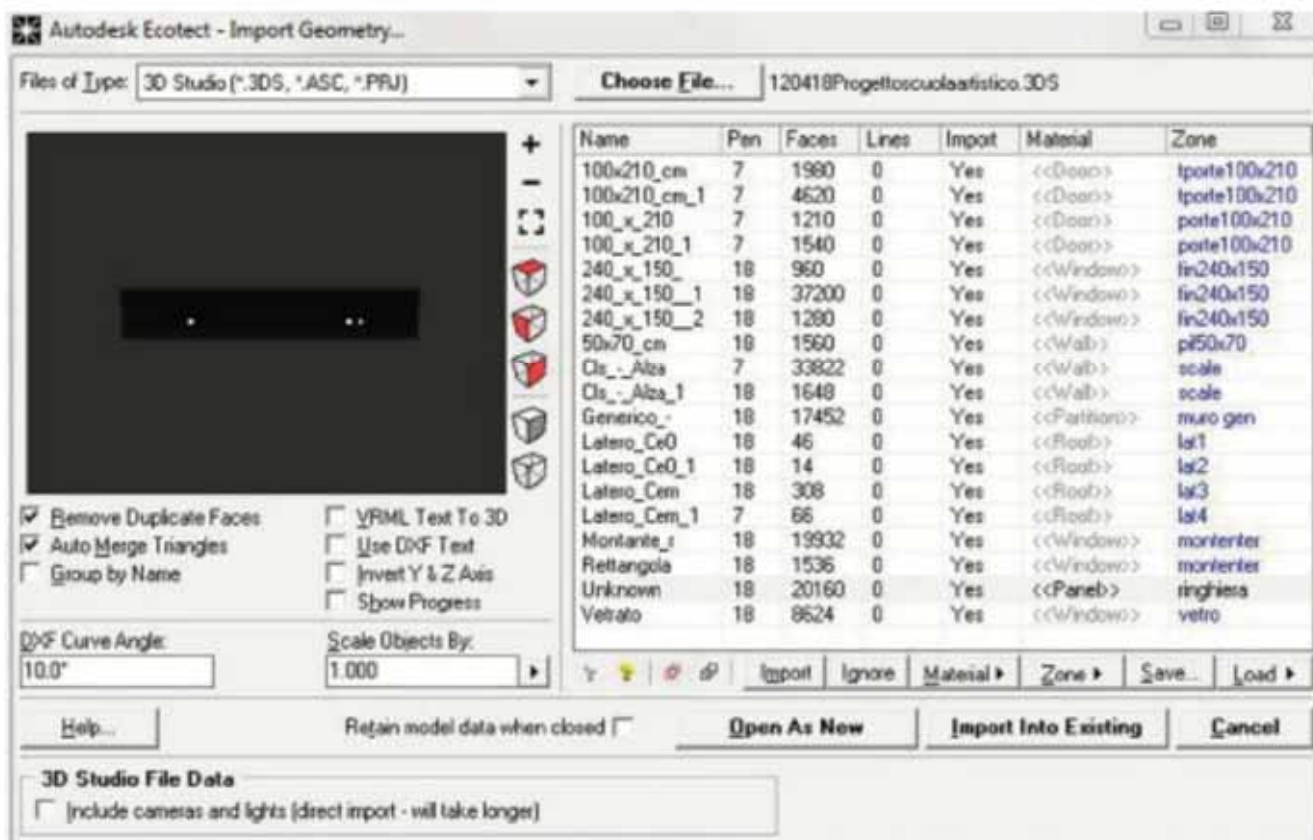 Autodesk Ecotect - Import Geometry...
Files of Type: 3D Studio (*.3DS, *.ASC, *.PRJ) Choose File... 120418Progettoscuolaartistico.3DS
Name Pen Faces Lines Import Material Zone
100x210_cm 7 1980 0 Yes <<Door>> tporte100x210
100x210_cm_1 7 4620 0 Yes <<Door>> tporte100x210
100_x_210 7 1210 0 Yes <<Door>> porte100x210
100_x_210_1 7 1540 0 Yes <<Door>> porte100x210
240_x_150_ 18 960 0 Yes <<Window>> fin240x150
240_x_150__1 18 37200 0 Yes <<Window>> fin240x150
240_x_150__2 18 1280 0 Yes <<Window>> fin240x150
50x70_cm 18 1560 0 Yes <<Wall>> pil50x70
Cls_-_Alza 7 33822 0 Yes <<Wall>> scale
Cls_-_Alza_1 18 1648 0 Yes <<Wall>> scale
Generico_- 18 17452 0 Yes <<Partition>> muro gen
Latero_Ce0 18 46 0 Yes <<Roof>> lat1
Latero_Ce0_1 18 14 0 Yes <<Roof>> lat2
Latero_Cem 18 308 0 Yes <<Roof>> lat3
Latero_Cem_1 7 66 0 Yes <<Roof>> lat4
Montante_r 18 19932 0 Yes <<Window>> montenter
Rettangola 18 1536 0 Yes <<Window>> montenter
Unknown 18 20160 0 Yes <<Panel>> ringhiera
Vetrato 18 8624 0 Yes <<Window>> vetro
Remove Duplicate Faces VRML Text To 3D
Auto Merge Triangles Use DXF Text
Group by Name Invert Y & Z Axis
Show Progress
DXF Curve Angle: Scale Objects By:
10.0° 1.000
Import Ignore Material Zone Save... Load
Help... Retain model data when closed Open As New Import Into Existing Cancel
3D Studio File Data
Include cameras and lights (direct import - will take longer)